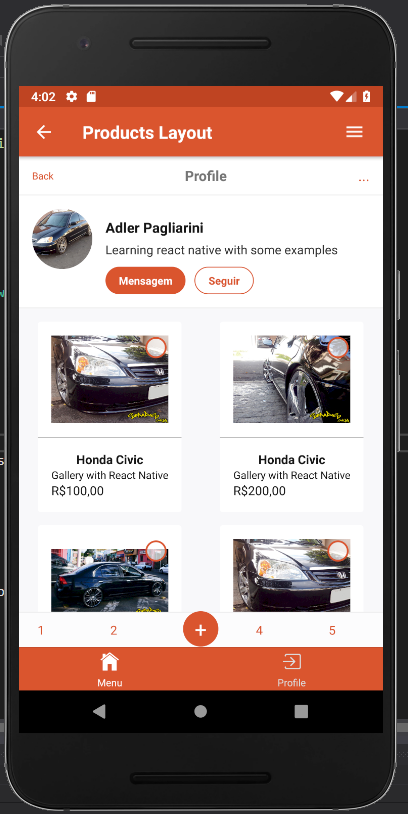 4:02
Products Layout
Back
Profile
...
Adler Pagliarini
Learning react native with some examples
Mensagem
Seguir
Honda Civic
Gallery with React Native
R$100,00
Honda Civic
Gallery with React Native
R$200,00
1
2
+
4
5
Menu
Profile